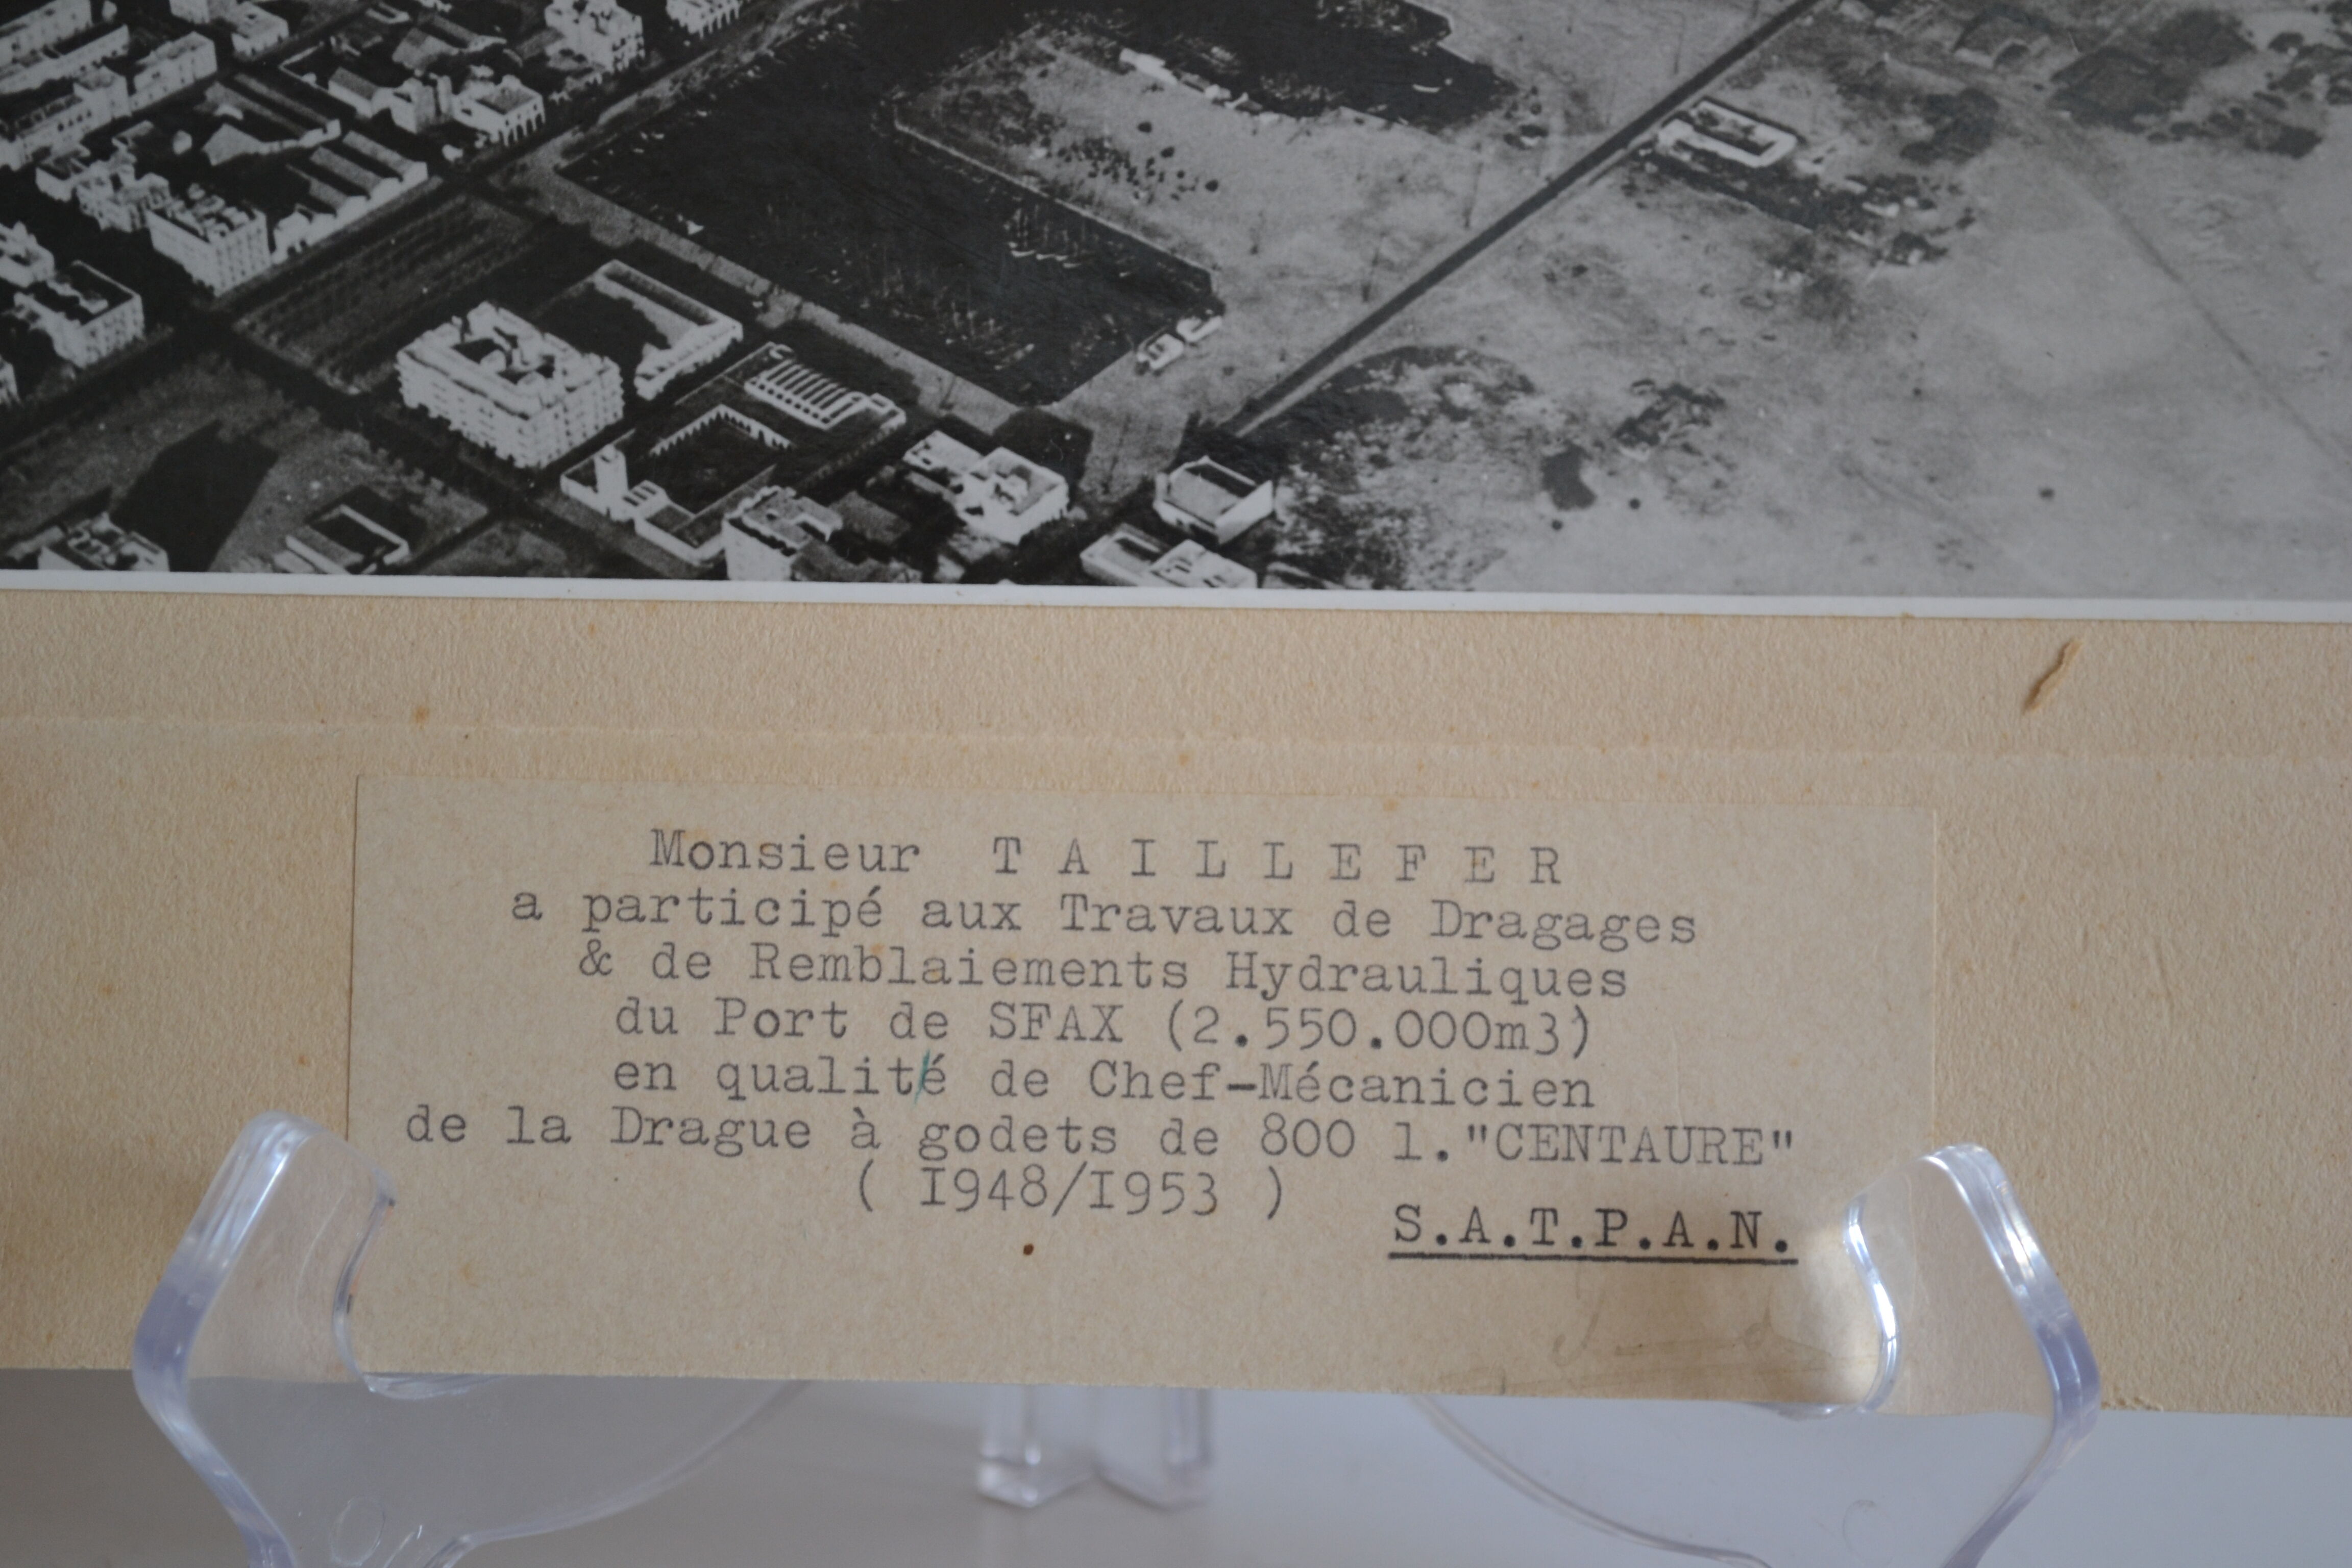 Monsieur T A I L L E F E R
a participé aux Travaux de Dragages
& de Remblaiements Hydrauliques
du Port de SFAX (2.550.000m3)
en qualité de Chef-Mécanicien
de la Drague à godets de 800 l."CENTAURE"
( I948/I953 )
S.A.T.P.A.N.